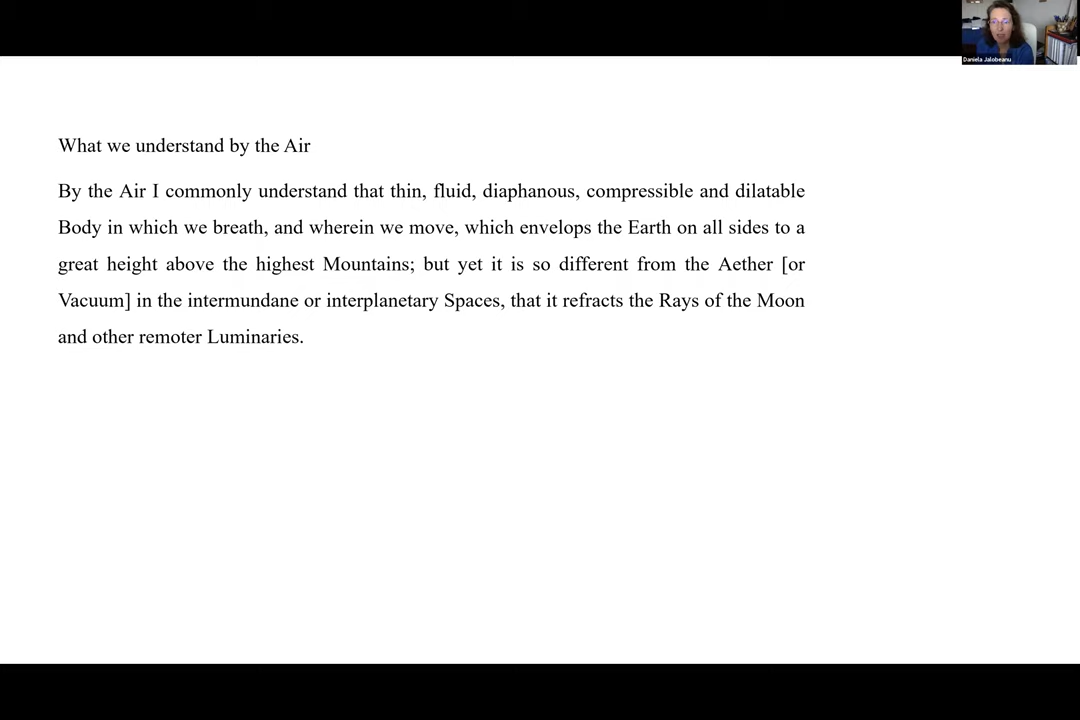 Daniela Jalobeanu
What we understand by the Air
By the Air I commonly understand that thin, fluid, diaphanous, compressible and dilatable
Body in which we breath, and wherein we move, which envelops the Earth on all sides to a
great height above the highest Mountains; but yet it is so different from the Aether [or
Vacuum] in the intermundane or interplanetary Spaces, that it refracts the Rays of the Moon
and other remoter Luminaries.